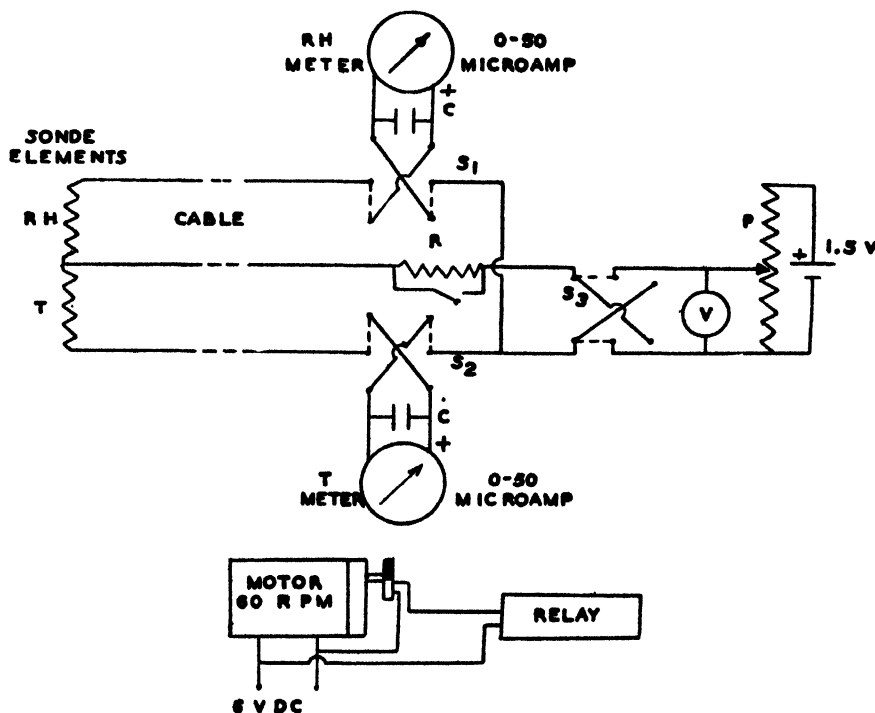 RH
METER
0-50
MICROAMP
+
C
SONDE
ELEMENTS
S1
RH
CABLE
R
P
+
1.5 V
S3
T
V
S2
C
+
T
METER
0-50
MICROAMP
MOTOR
60 RPM
RELAY
6 V DC